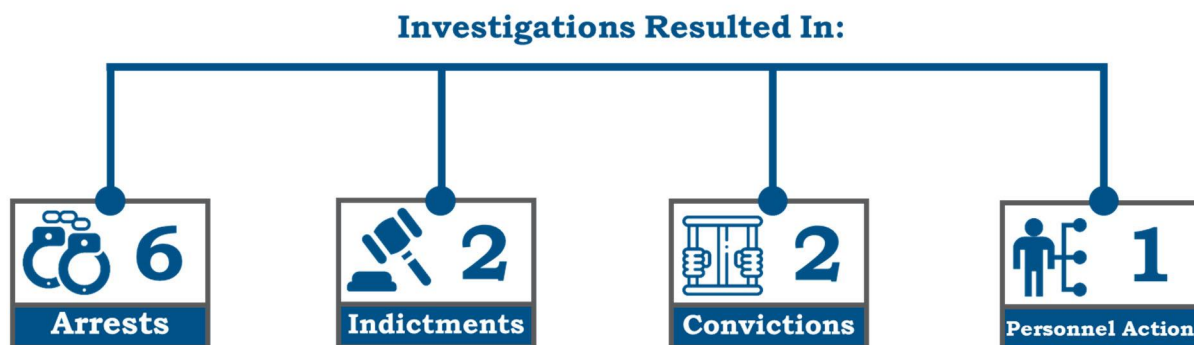 Investigations Resulted In:
6
Arrests
2
Indictments
2
Convictions
1
Personnel Action